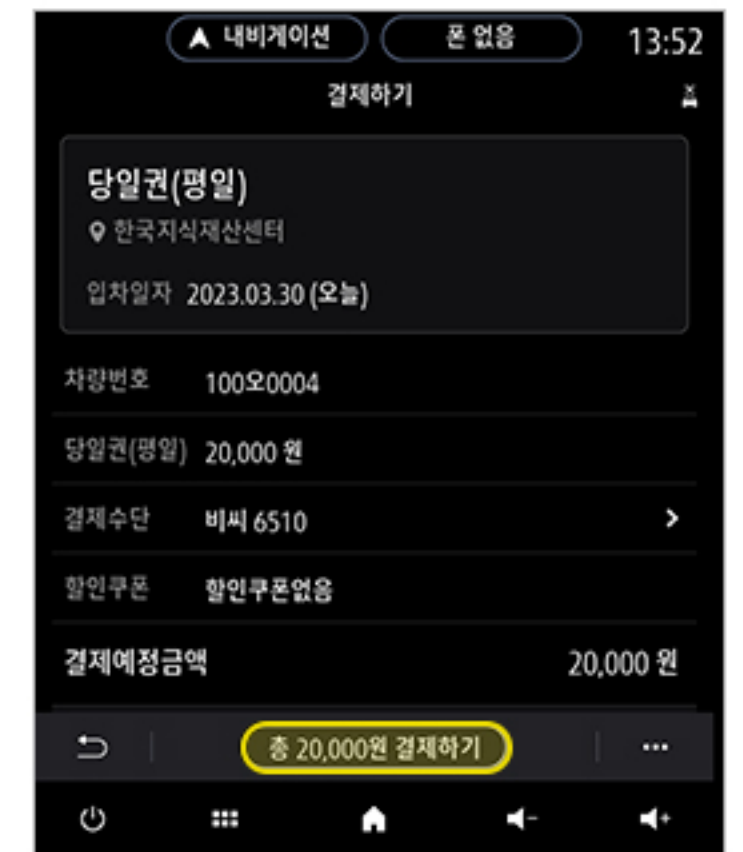 내비게이션 폰 없음 13:52
결제하기
당일권(평일)
한국지식재산센터
입차일자 2023.03.30 (오늘)
차량번호 100오0004
당일권(평일) 20,000 원
결제수단 비씨 6510
할인쿠폰 할인쿠폰없음
결제예정금액 20,000 원
총 20,000원 결제하기